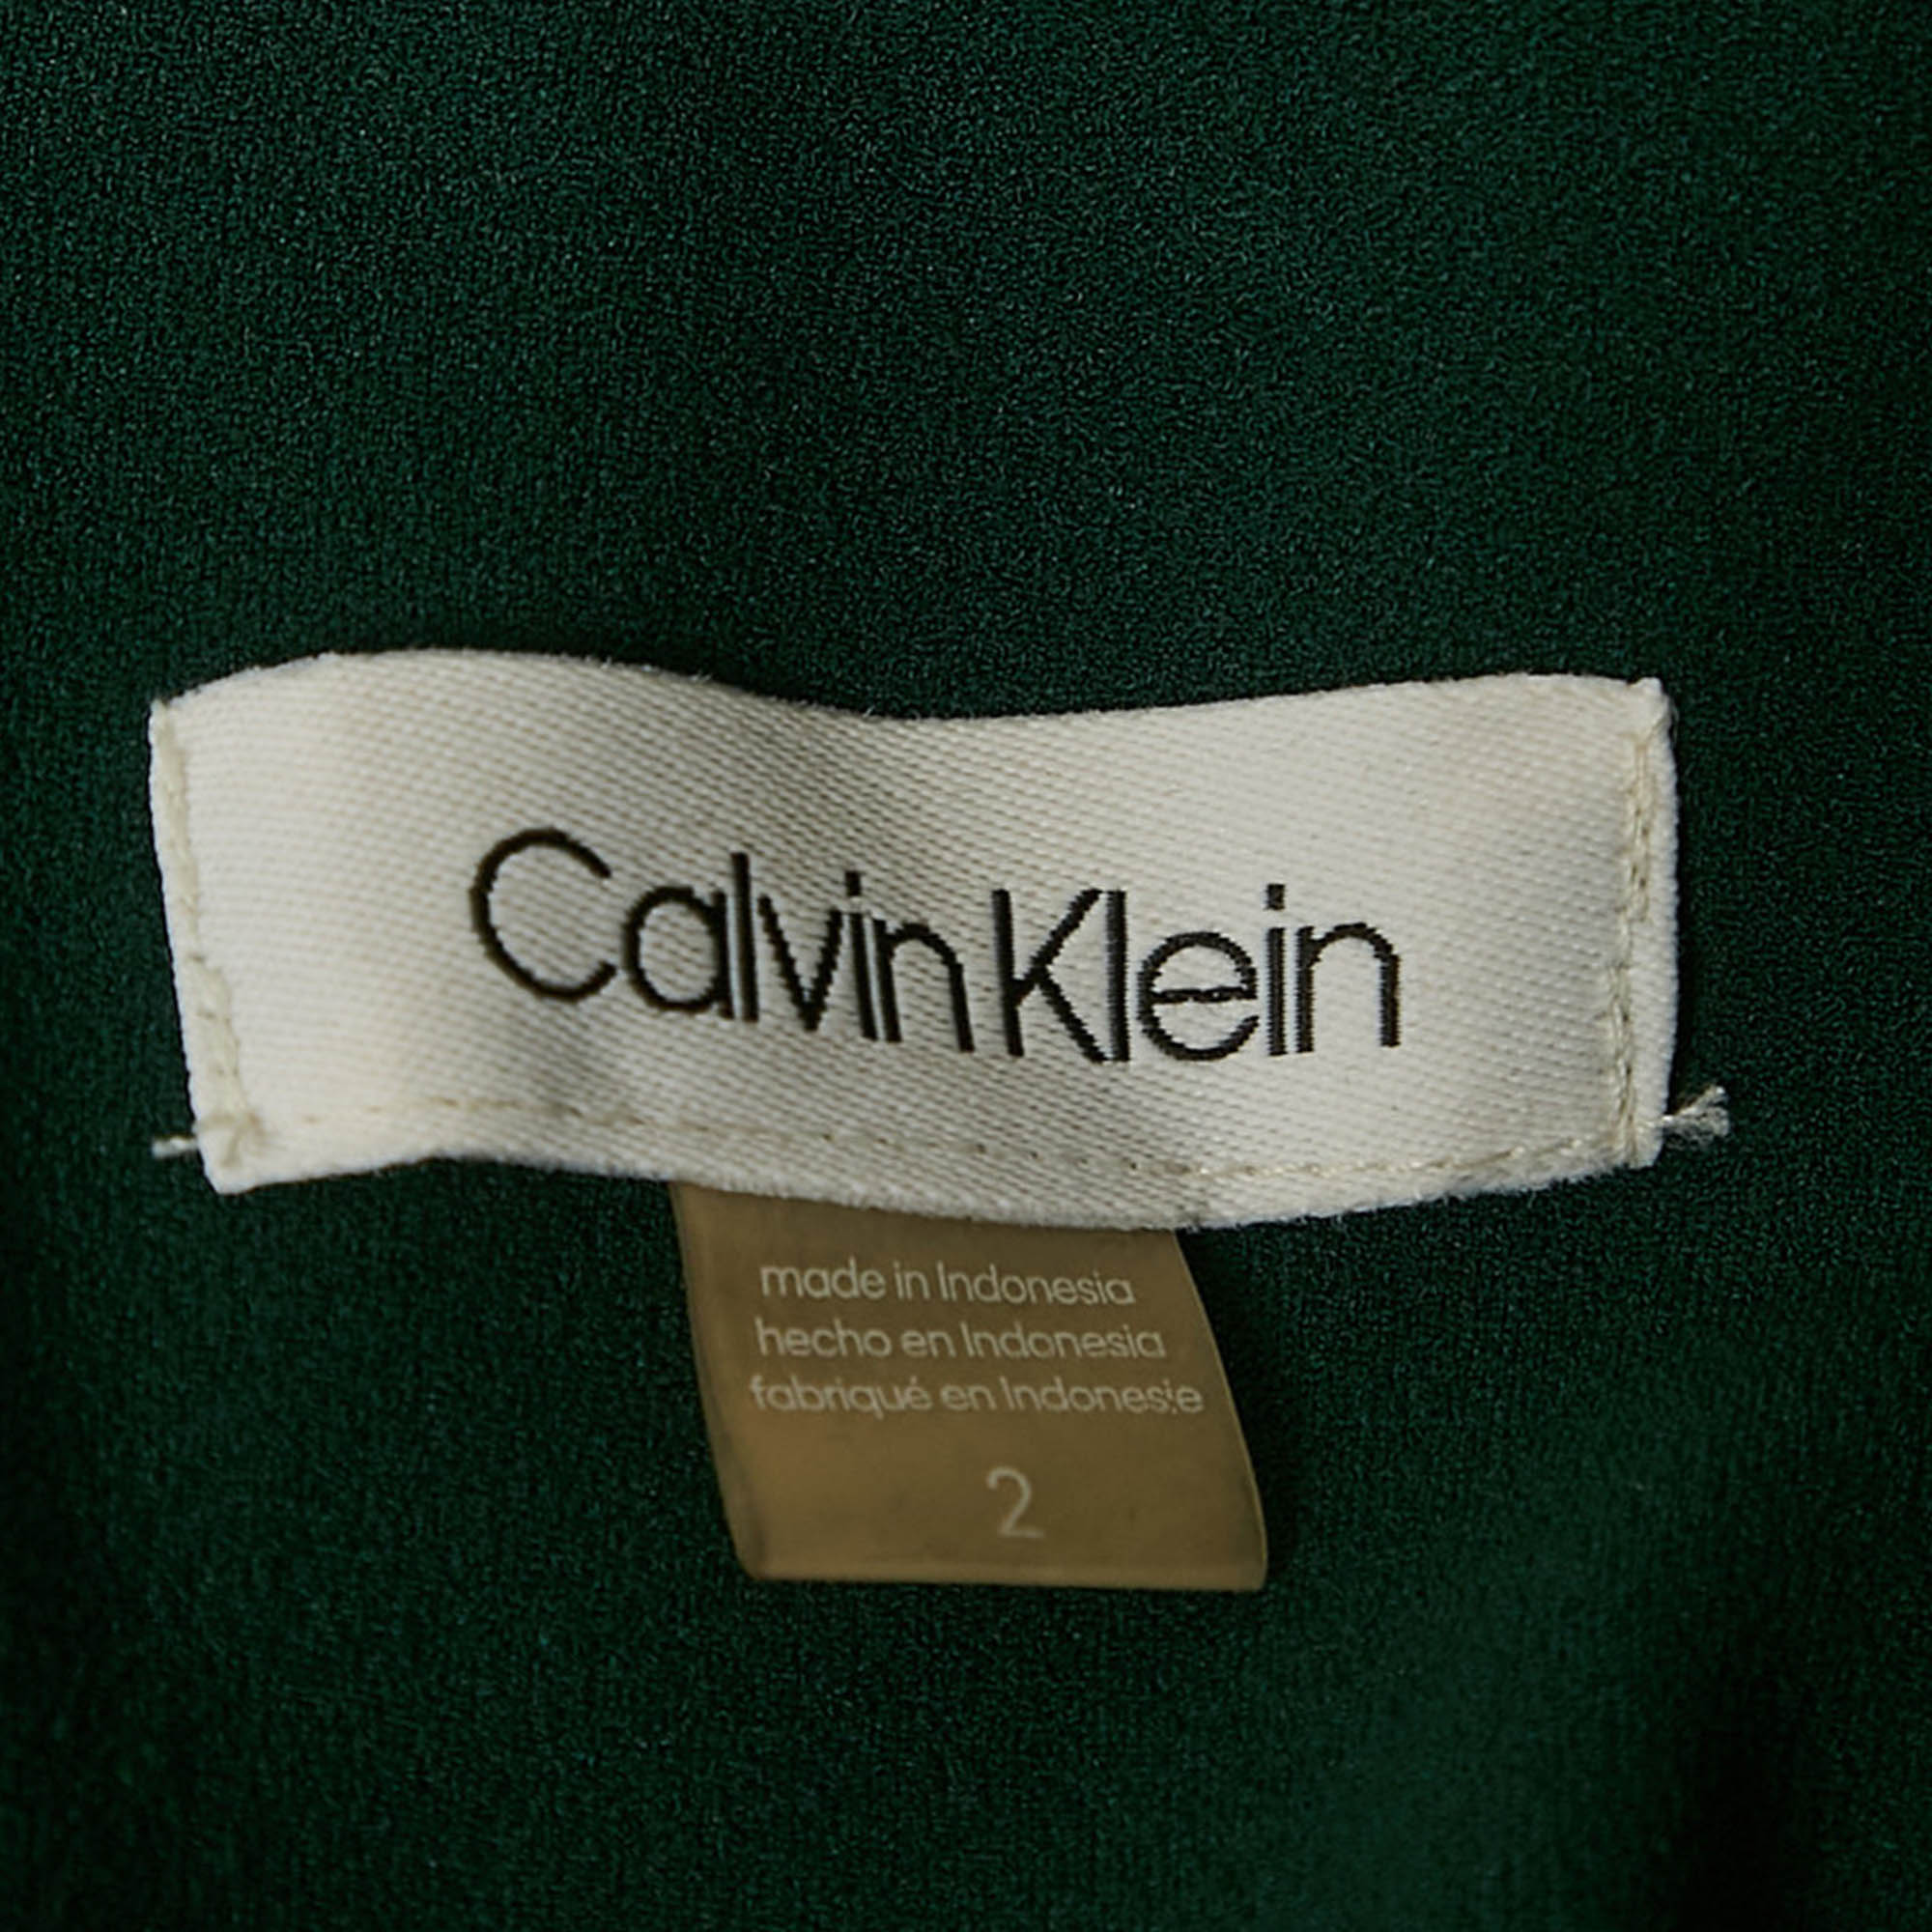 Calvin Klein
made in Indonesia
hecho en Indonesia
fabriqué en Indonesie
2